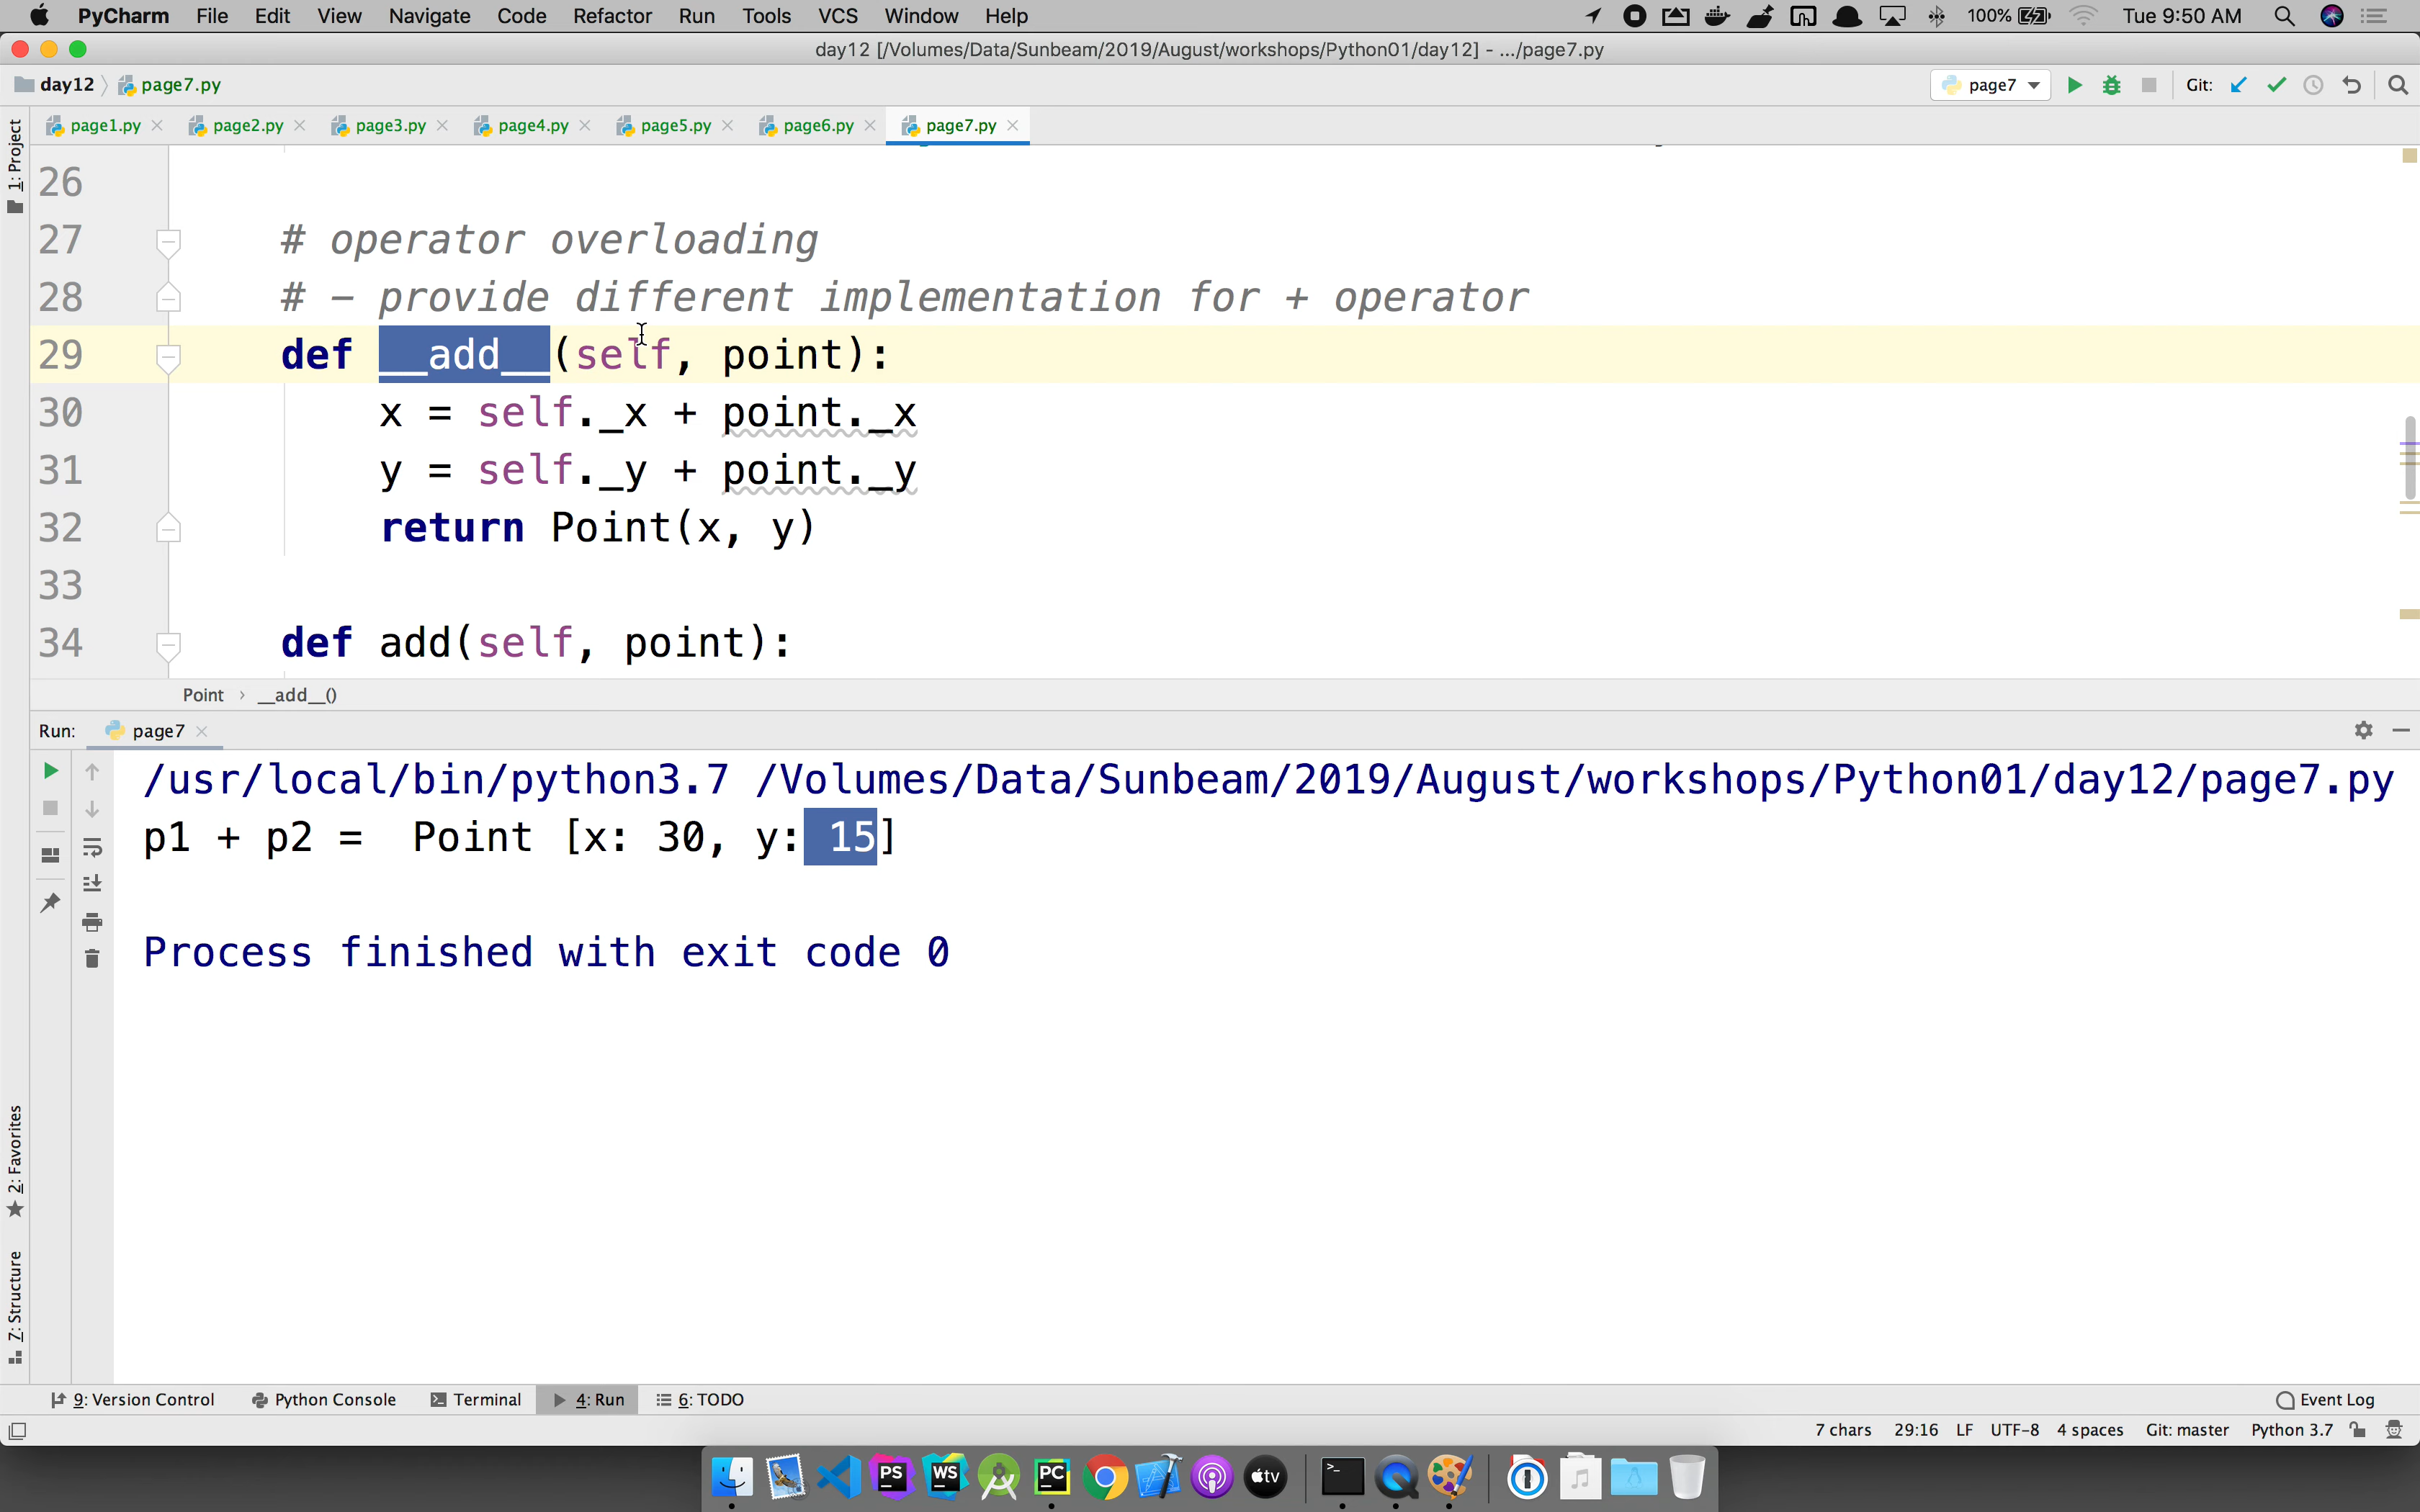 PyCharm File Edit View Navigate Code Refactor Run Tools VCS Window Help 100% Tue 9:50 AM
day12 [/Volumes/Data/Sunbeam/2019/August/workshops/Python01/day12] - .../page7.py
day12 page7.py page7 Git:
page1.py page2.py page3.py page4.py page5.py page6.py page7.py
1: Project
26
27 # operator overloading
28 # - provide different implementation for + operator
29 def __add__(self, point):
30 x = self._x + point._x
31 y = self._y + point._y
32 return Point(x, y)
33
34 def add(self, point):
Point › __add__()
Run: page7
/usr/local/bin/python3.7 /Volumes/Data/Sunbeam/2019/August/workshops/Python01/day12/page7.py
p1 + p2 =  Point [x: 30, y: 15]
Process finished with exit code 0
2: Favorites
7: Structure
9: Version Control Python Console Terminal 4: Run 6: TODO Event Log
7 chars 29:16 LF UTF-8 4 spaces Git: master Python 3.7
PS WS PC tv